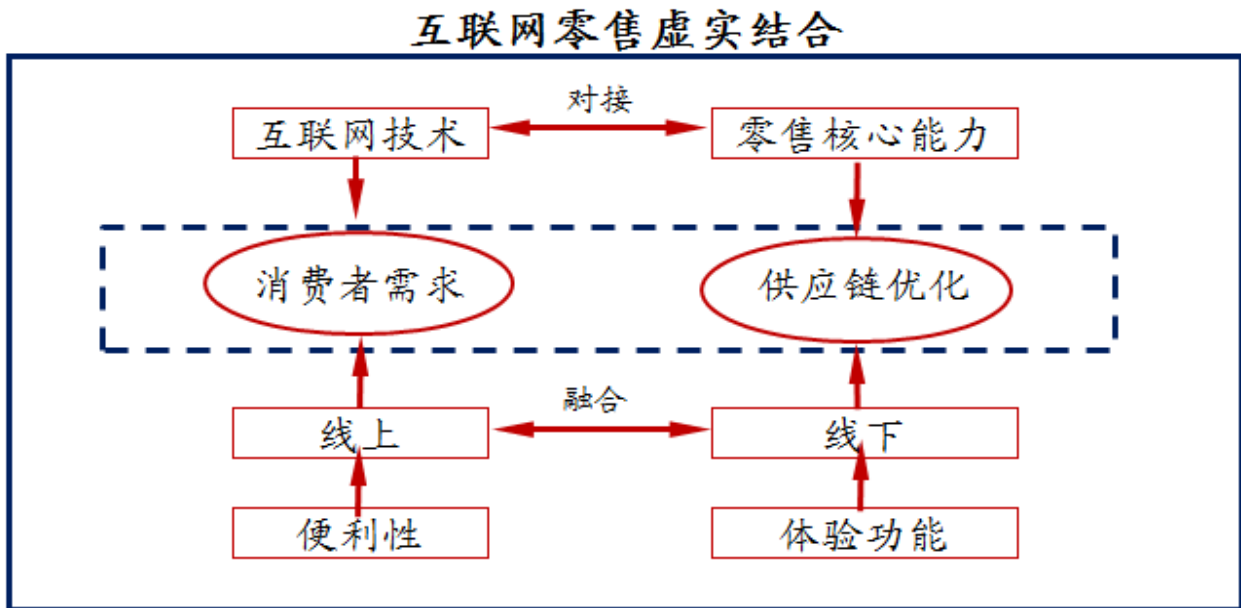 互联网零售虚实结合
对接
互联网技术
零售核心能力
消费者需求
供应链优化
融合
线上
线下
便利性
体验功能